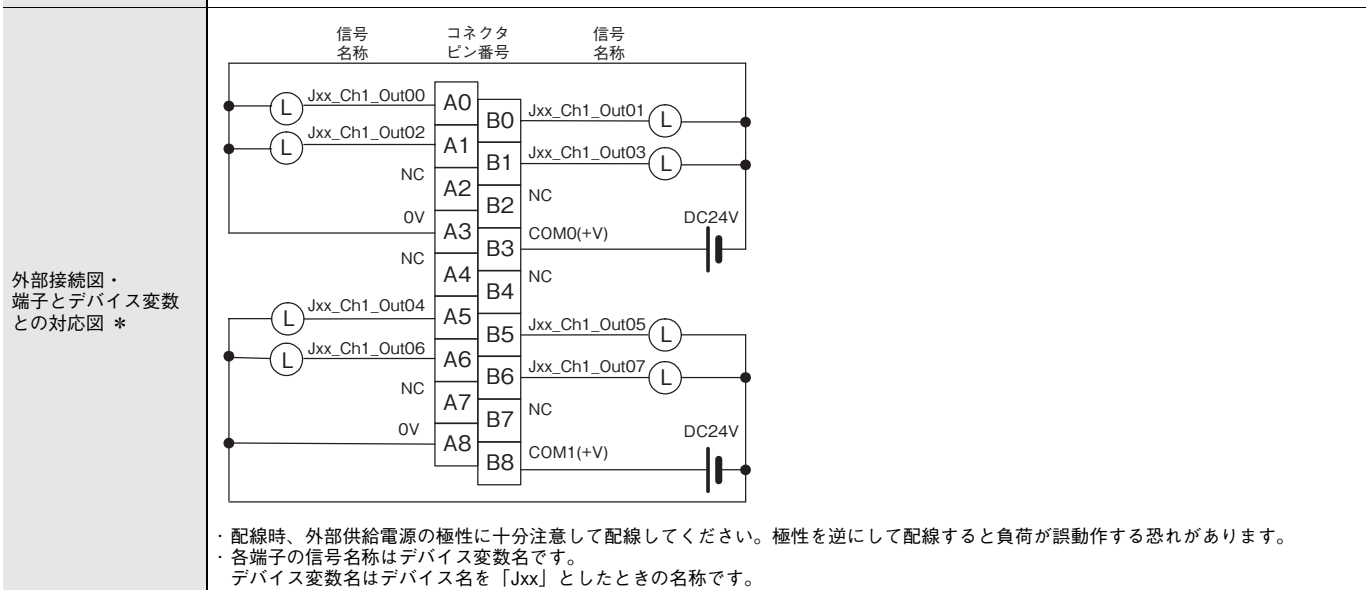 信号
名称
コネクタ
ピン番号
信号
名称
Jxx_Ch1_Out00
A0
B0
Jxx_Ch1_Out01
L
L
Jxx_Ch1_Out02
A1
B1
Jxx_Ch1_Out03
L
L
NC
A2
B2
NC
0V
A3
B3
COM0(+V)
DC24V
NC
A4
B4
NC
Jxx_Ch1_Out04
A5
B5
Jxx_Ch1_Out05
L
L
Jxx_Ch1_Out06
A6
B6
Jxx_Ch1_Out07
L
L
NC
A7
B7
NC
0V
A8
B8
COM1(+V)
DC24V
外部接続図・
端子とデバイス変数
との対応図 *
・配線時、外部供給電源の極性に十分注意して配線してください。極性を逆にして配線すると負荷が誤動作する恐れがあります。
・各端子の信号名称はデバイス変数名です。
デバイス変数名はデバイス名を「Jxx」としたときの名称です。